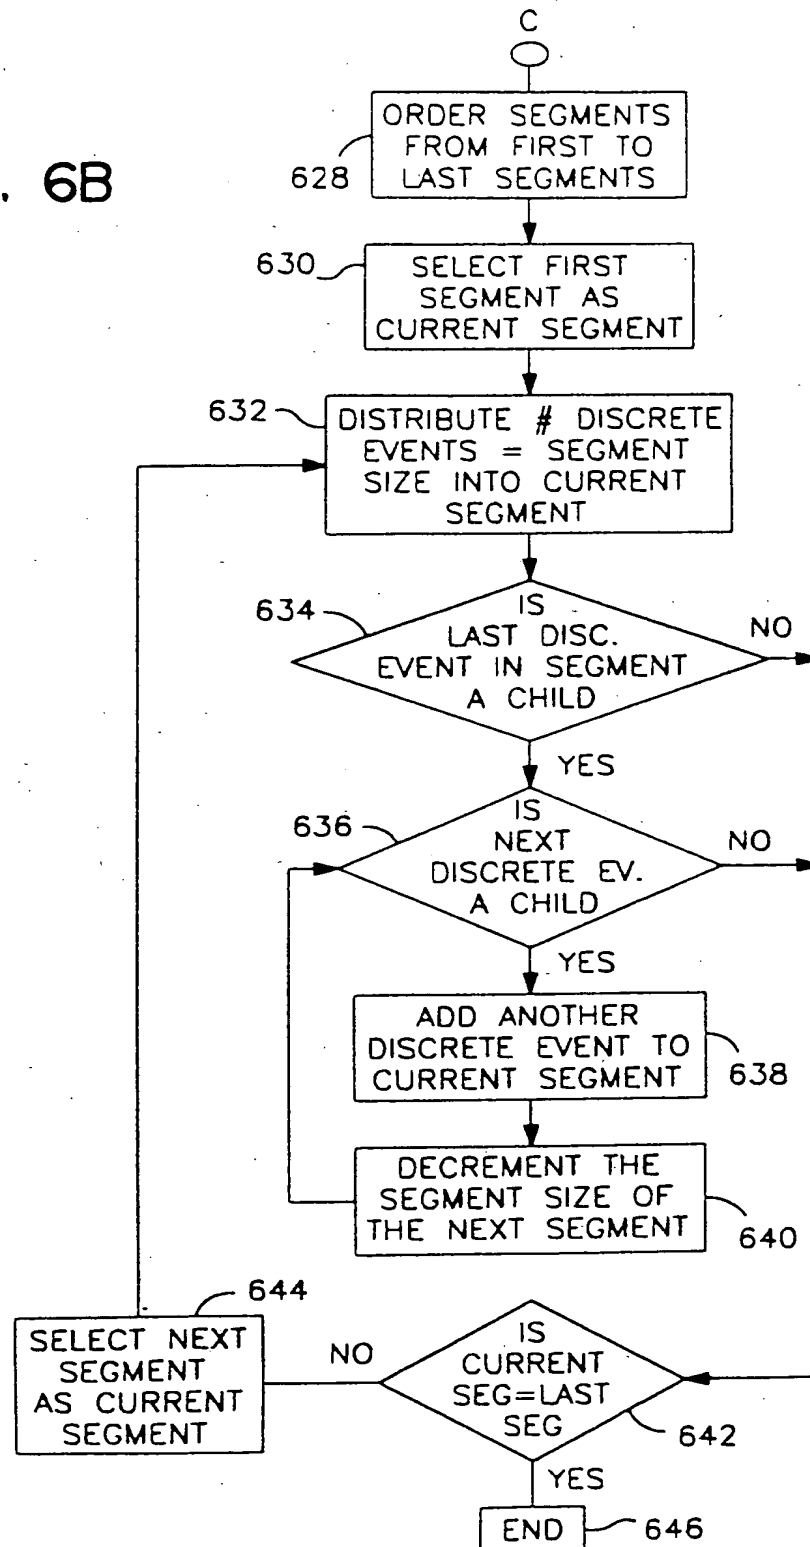 C
ORDER SEGMENTS
FROM FIRST TO
LAST SEGMENTS
628
. 6B
630
SELECT FIRST
SEGMENT AS
CURRENT SEGMENT
632
DISTRIBUTE # DISCRETE
EVENTS = SEGMENT
SIZE INTO CURRENT
SEGMENT
634
IS
LAST DISC.
EVENT IN SEGMENT
A CHILD
NO
YES
636
IS
NEXT
DISCRETE EV.
A CHILD
NO
YES
ADD ANOTHER
DISCRETE EVENT TO
CURRENT SEGMENT
638
DECREMENT THE
SEGMENT SIZE OF
THE NEXT SEGMENT
640
644
SELECT NEXT
SEGMENT
AS CURRENT
SEGMENT
NO
IS
CURRENT
SEG=LAST
SEG
642
YES
END
646